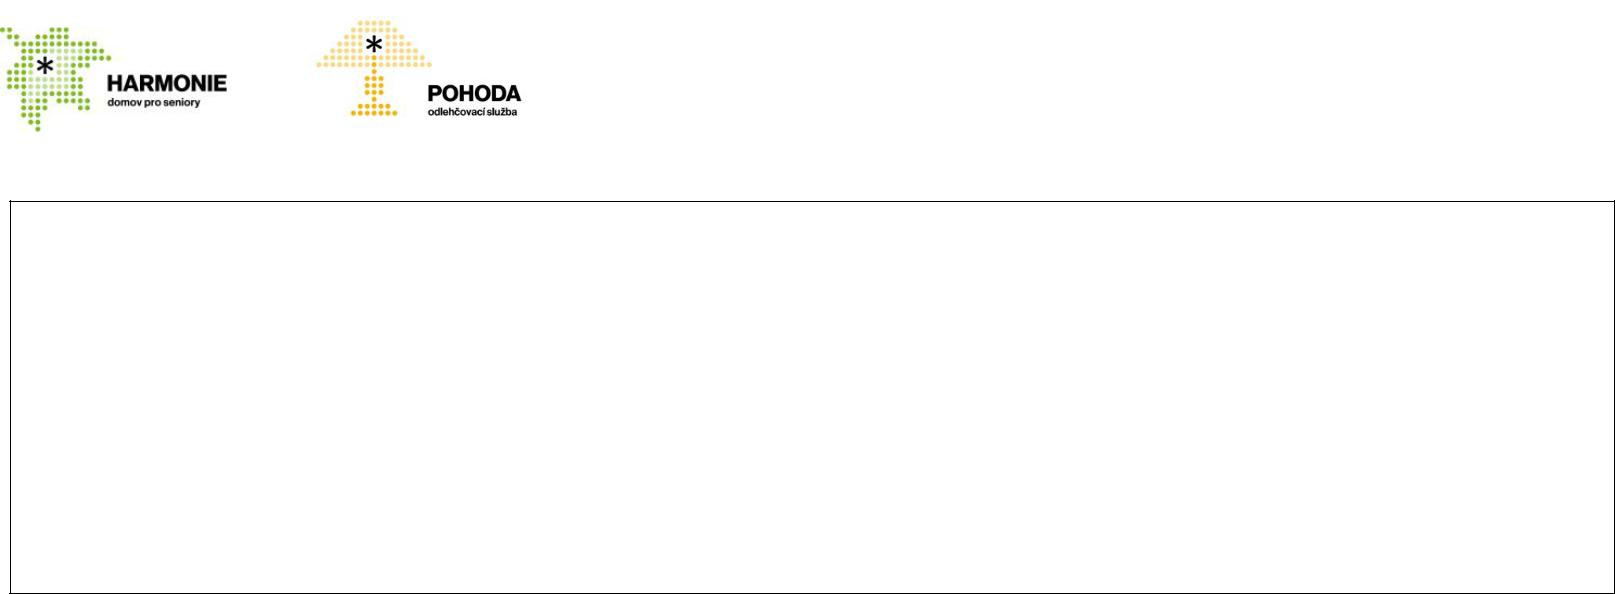 HARMONIE
domov pro seniory
POHODA
odlehčovací služba